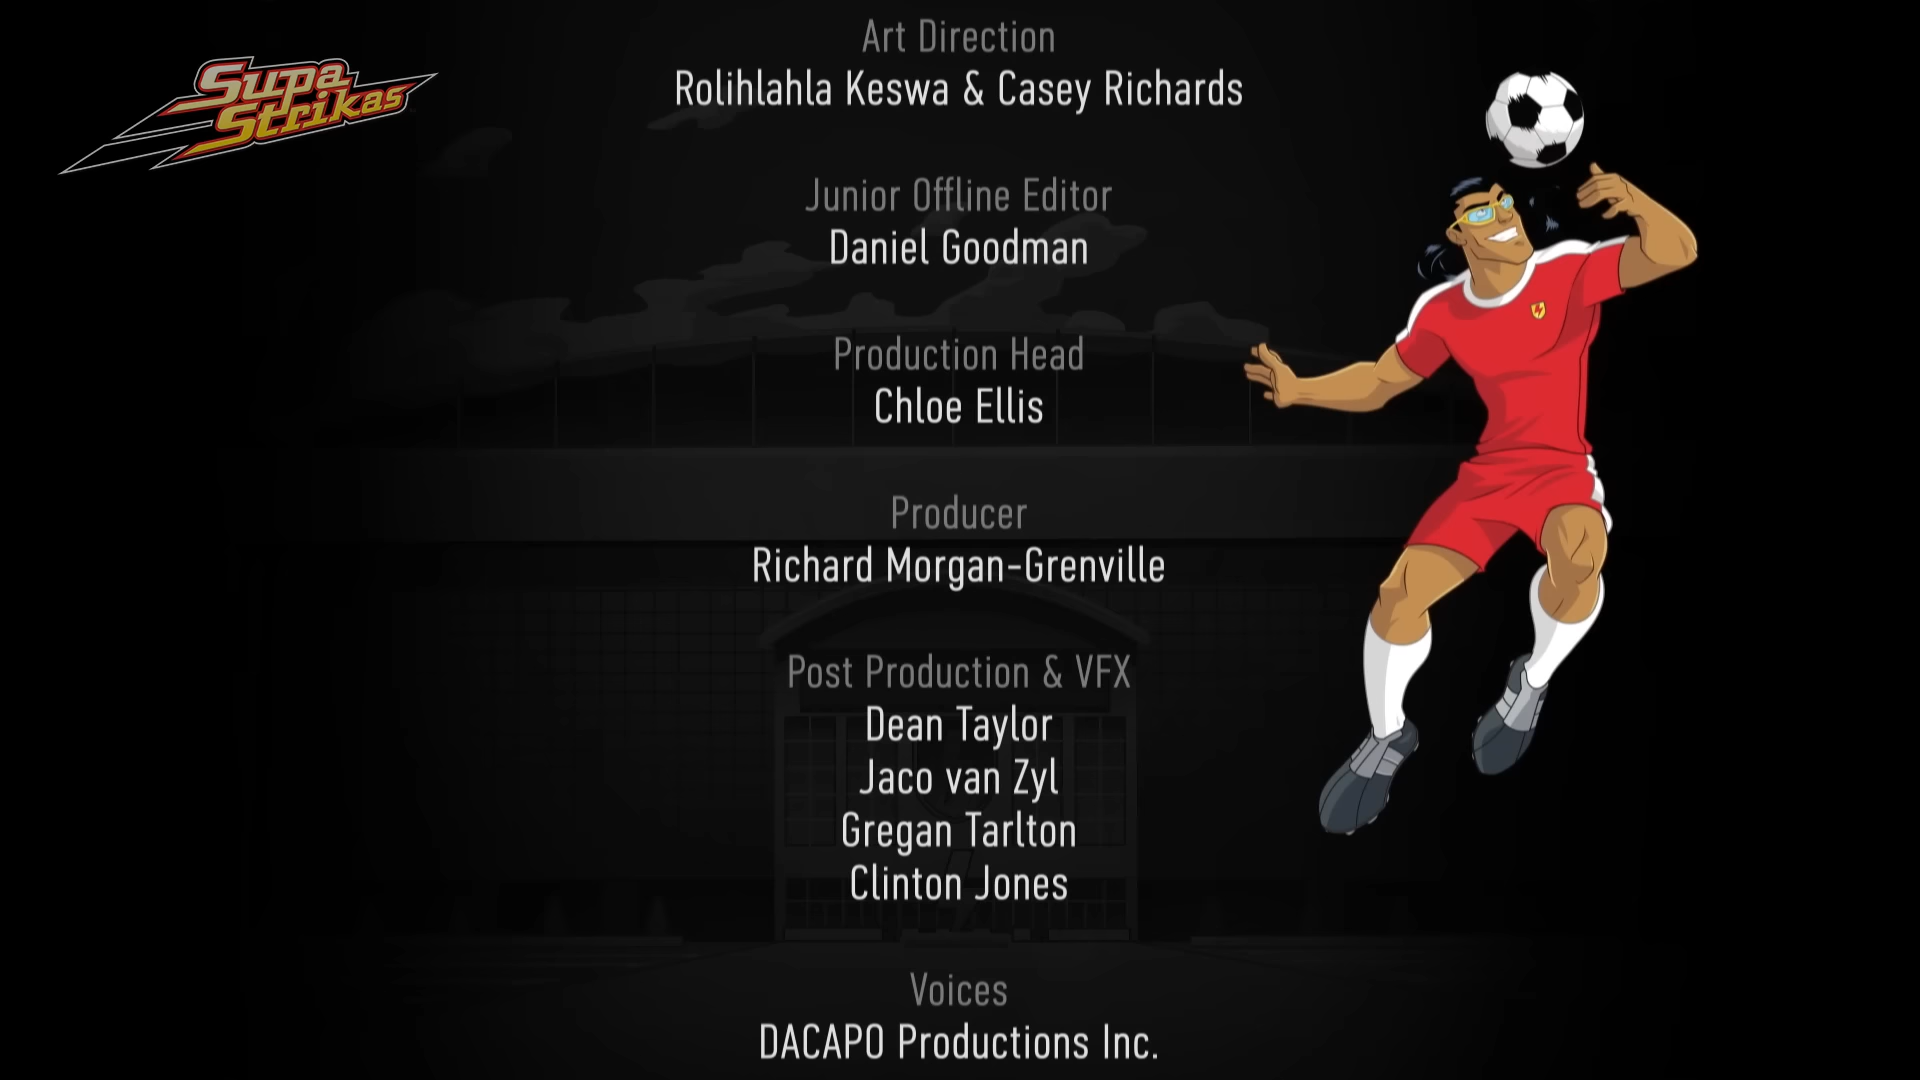 Supa
Strikas
Art Direction
Rolihlahla Keswa & Casey Richards
Junior Offline Editor
Daniel Goodman
Production Head
Chloe Ellis
Producer
Richard Morgan-Grenville
Post Production & VFX
Dean Taylor
Jaco van Zyl
Gregan Tarlton
Clinton Jones
Voices
DACAPO Productions Inc.